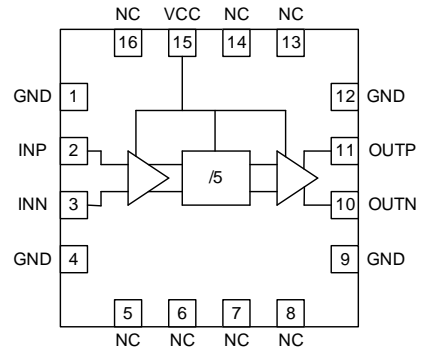 NC VCC NC NC
16 15 14 13
GND 1 12 GND
INP 2 11 OUTP
/5
INN 3 10 OUTN
GND 4 9 GND
5 6 7 8
NC NC NC NC